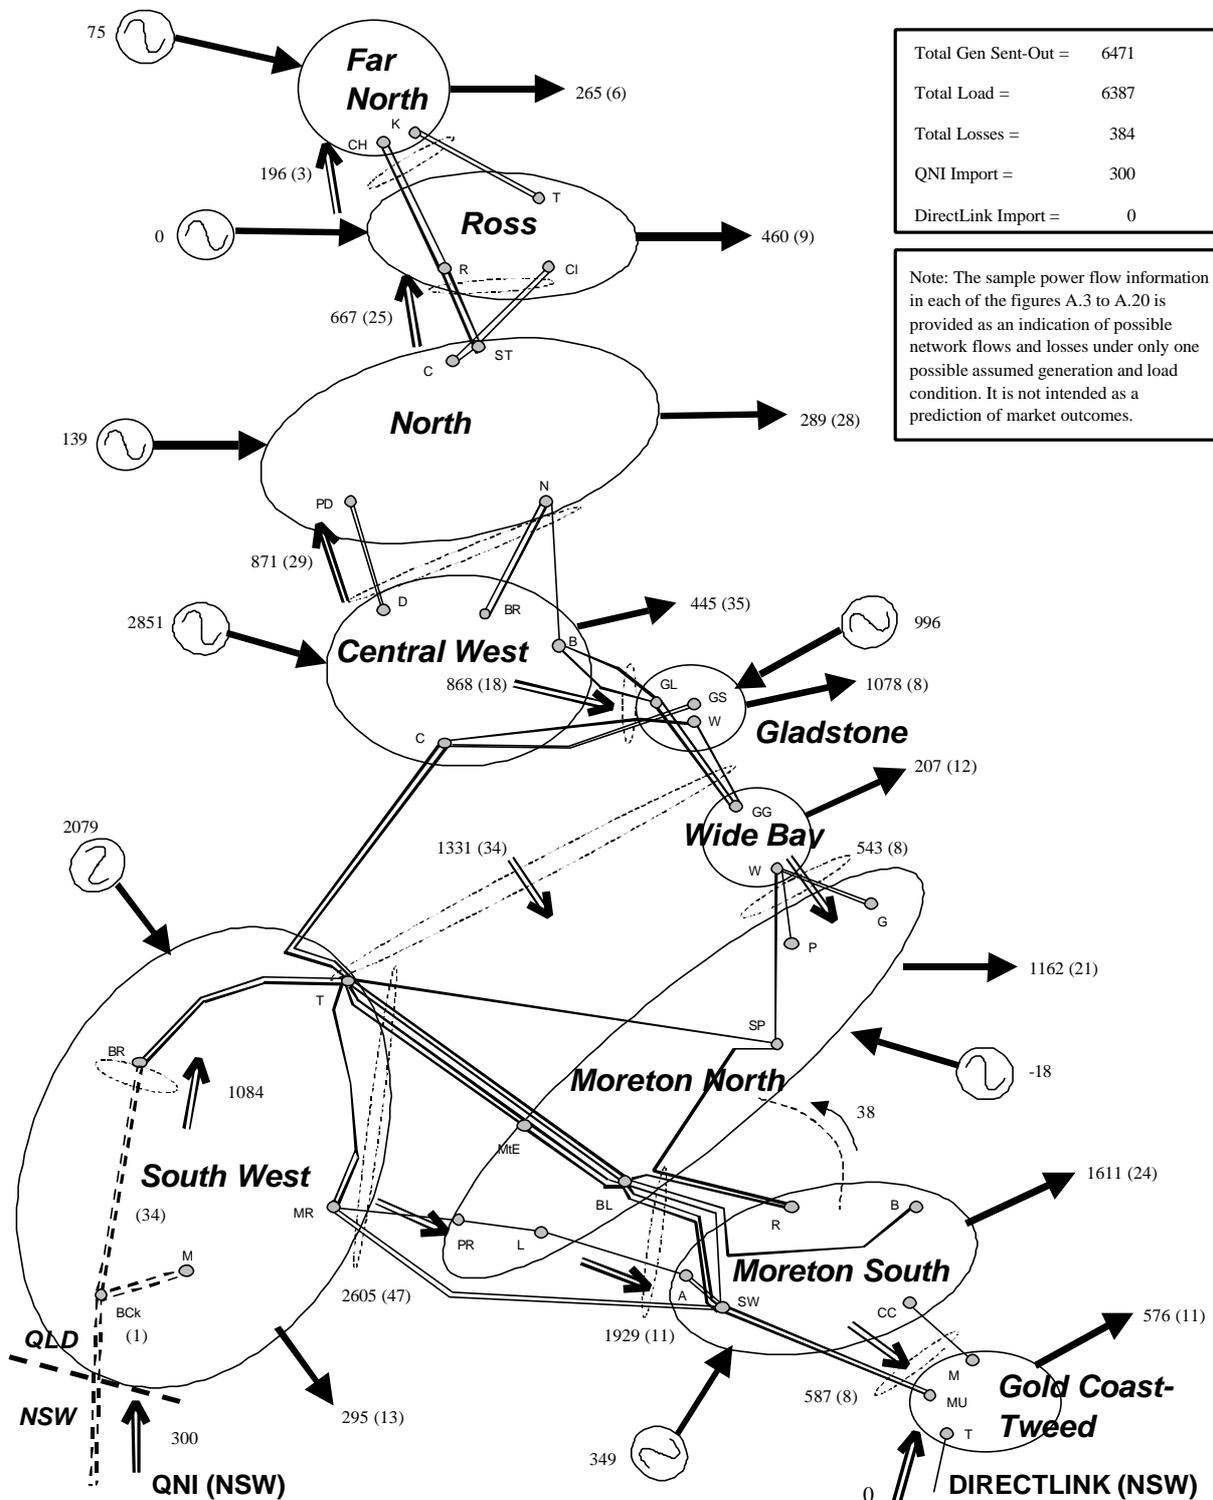 75
Far
North
K
CH
265 (6)
Total Gen Sent-Out = 6471
Total Load = 6387
Total Losses = 384
QNI Import = 300
DirectLink Import = 0
196 (3)
T
0
Ross
460 (9)
R
CI
667 (25)
Note: The sample power flow information
in each of the figures A.3 to A.20 is
provided as an indication of possible
network flows and losses under only one
possible assumed generation and load
condition. It is not intended as a
prediction of market outcomes.
ST
C
139
North
289 (28)
PD
N
871 (29)
2851
D
BR
445 (35)
996
B
Central West
868 (18)
GL
GS
1078 (8)
W
Gladstone
C
207 (12)
GG
2079
Wide Bay
1331 (34)
543 (8)
W
G
P
1162 (21)
T
SP
BR
-18
1084
Moreton North
38
MtE
South West
1611 (24)
BL
R
B
MR
(34)
PR
L
M
Moreton South
2605 (47)
A
SW
BCk
CC
(1)
1929 (11)
576 (11)
QLD
M
587 (8)
MU
Gold Coast-
Tweed
NSW
295 (13)
T
300
349
QNI (NSW)
0
DIRECTLINK (NSW)